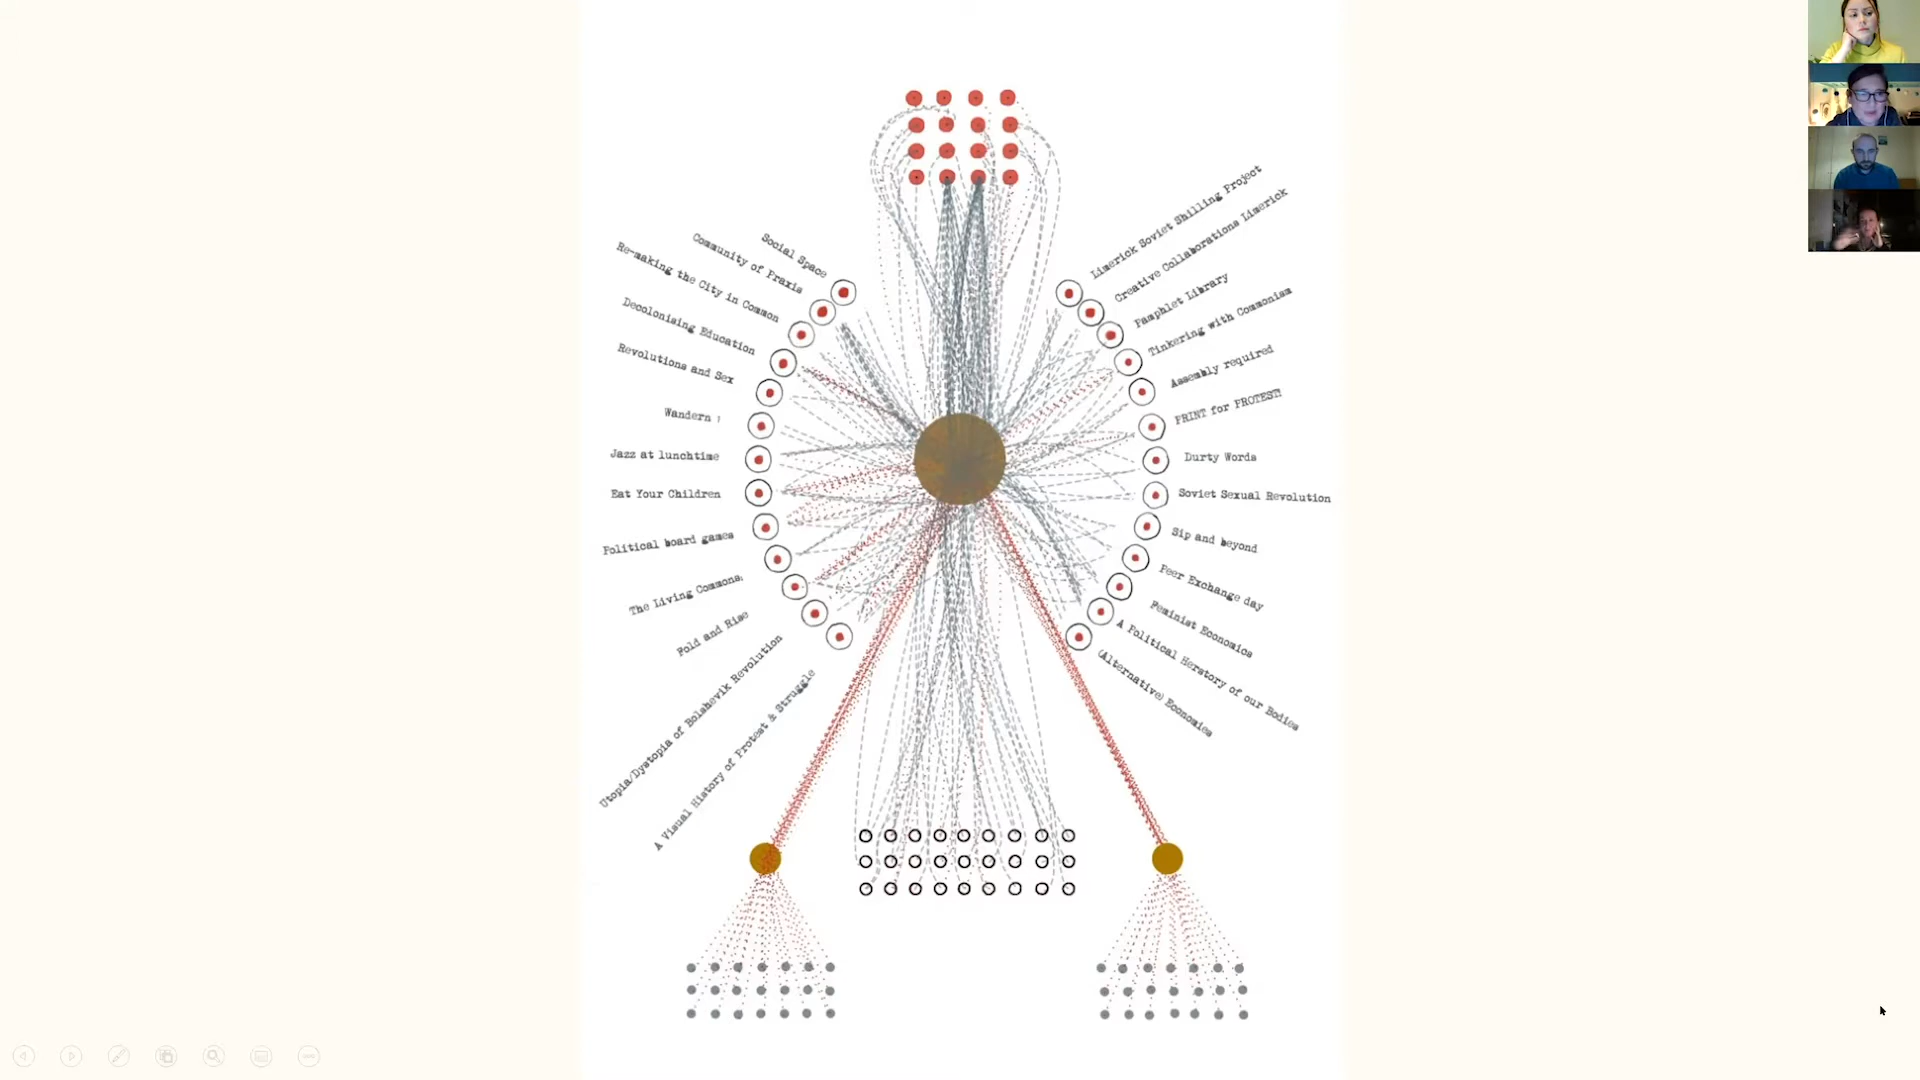 Social Space
Community of Praxis
Re-making the City in Common
Decolonising Education
Revolutions and Sex
Wandern !
Jazz at lunchtime
Eat Your Children
Political board games
The Living Commons
Fold and Rise
Utopia/Dystopia of Bolshevik Revolution
A Visual History of Protest & Struggle
Limerick Soviet Shilling Project
Creative Collaborations Limerick
Pamphlet Library
Tinkering with Commonism
Assembly required
PRINT for PROTEST!
Durty Words
Soviet Sexual Revolution
Sip and beyond
Peer Exchange day
Feminist Economics
A Political Herstory of our Bodies
(Alternative) Economies